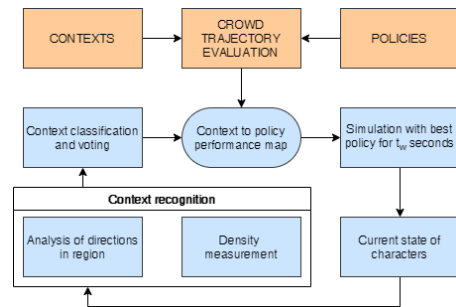 CONTEXTS
CROWD
TRAJECTORY
EVALUATION
POLICIES
Context classification
and voting
Context to policy
performance map
Simulation with best
policy for tw seconds
Context recognition
Analysis of directions
in region
Density
measurement
Current state of
characters